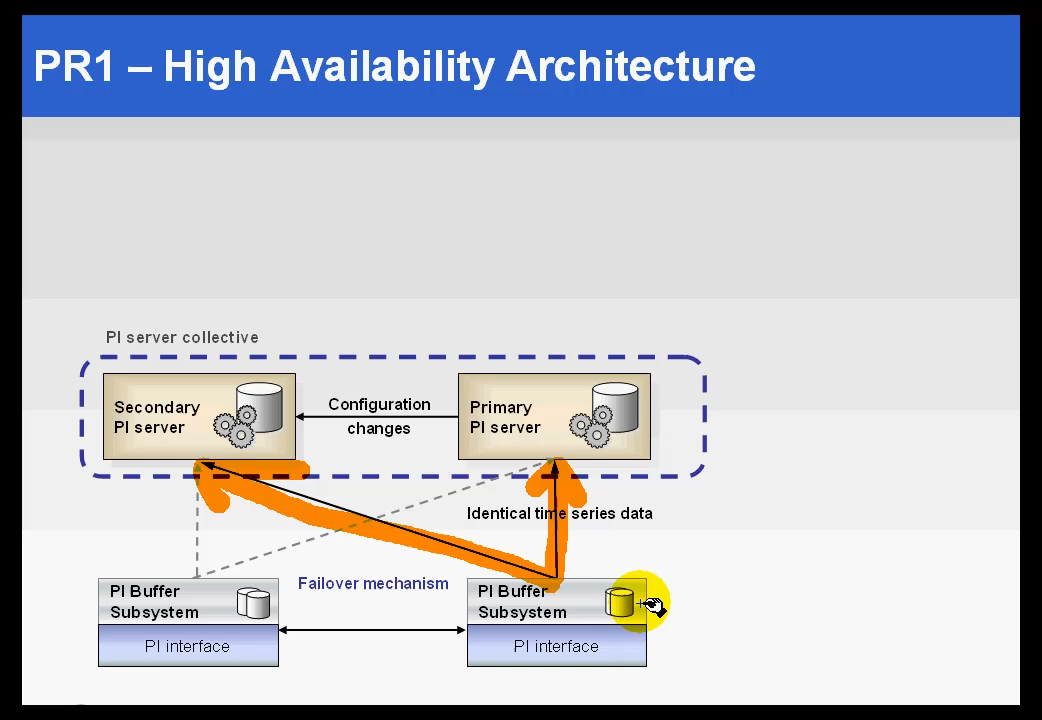 PR1 – High Availability Architecture
PI server collective
Secondary
PI server
Configuration
changes
Primary
PI server
Identical time series data
PI Buffer
Subsystem
PI interface
Failover mechanism
PI Buffer
Subsystem
PI interface